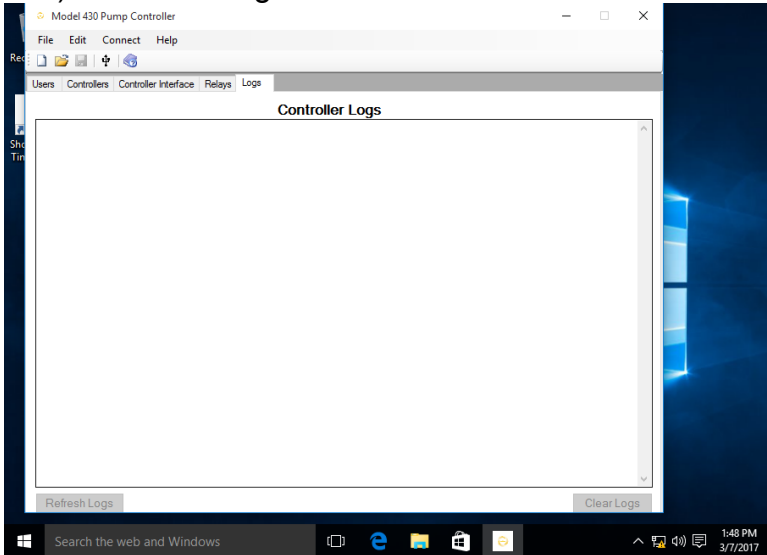 Model 430 Pump Controller
File Edit Connect Help
Users Controllers Controller Interface Relays Logs
Controller Logs
Refresh Logs Clear Logs
Search the web and Windows
1:48 PM
3/7/2017